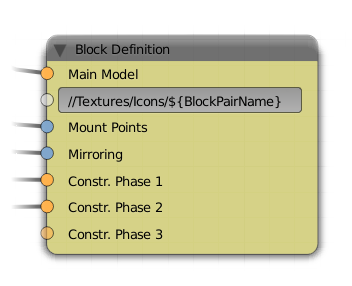 Block Definition
Main Model
//Textures/Icons/${BlockPairName}
Mount Points
Mirroring
Constr. Phase 1
Constr. Phase 2
Constr. Phase 3